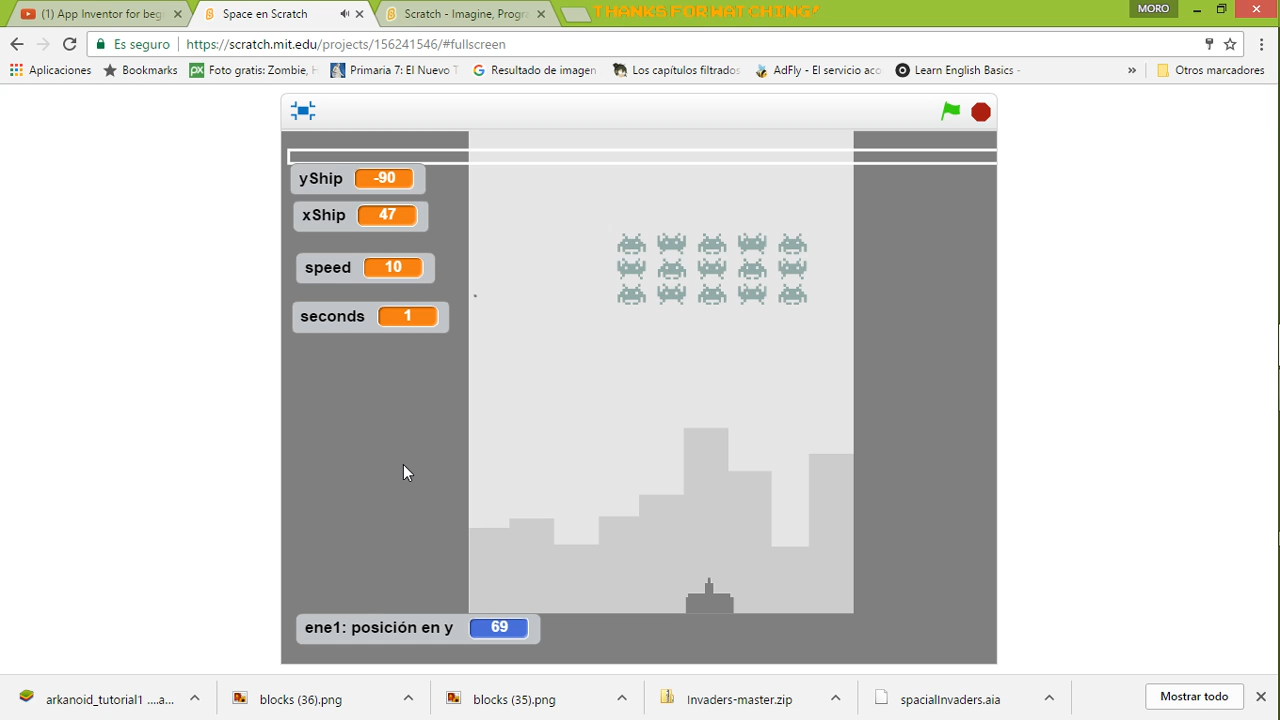 (1) App Inventor for beg
Space en Scratch
Scratch - Imagine, Progra
THANKS FOR WATCHING!
MORO
Es seguro
https://scratch.mit.edu/projects/156241546/#fullscreen
Aplicaciones
Bookmarks
Foto gratis: Zombie, H
Primaria 7: El Nuevo T
Resultado de imagen
Los capítulos filtrados
AdFly - El servicio aco
Learn English Basics -
»
Otros marcadores
yShip -90
xShip 47
speed 10
seconds 1
ene1: posición en y 69
arkanoid_tutorial1 ....a...
blocks (36).png
blocks (35).png
Invaders-master.zip
spacialInvaders.aia
Mostrar todo